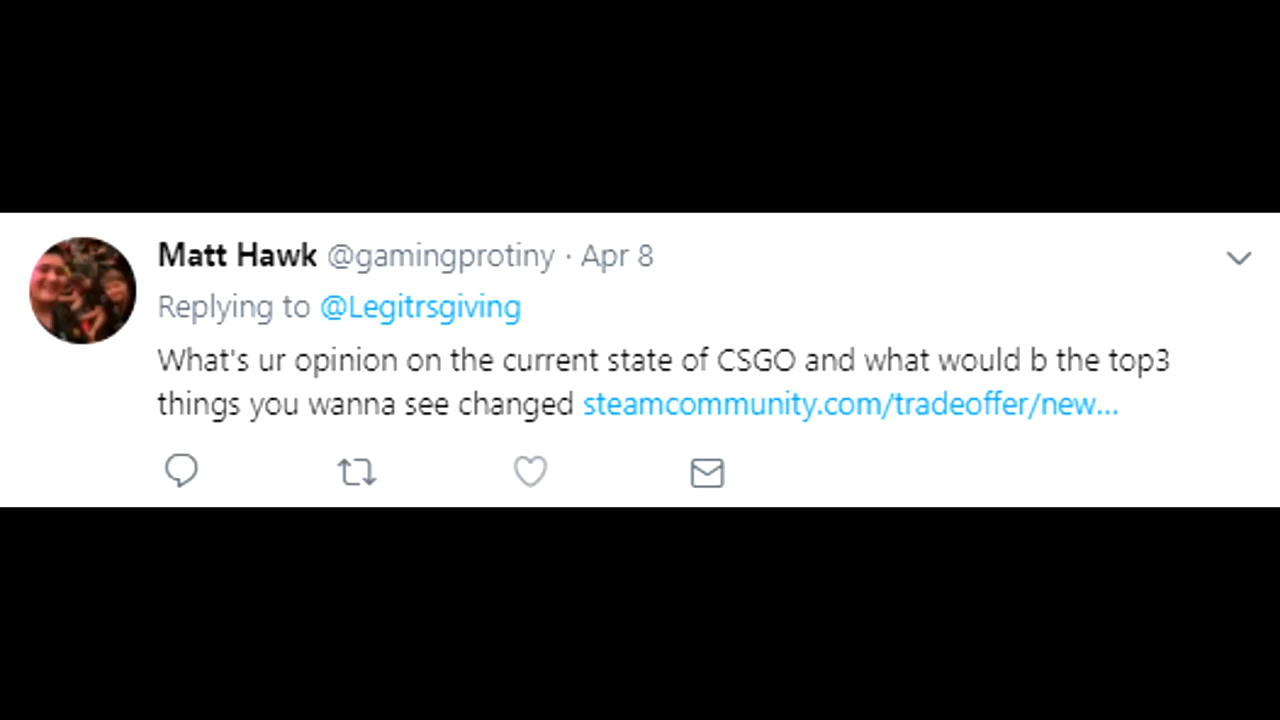 Matt Hawk @gamingprotiny · Apr 8
Replying to @Legitrsgiving
What's ur opinion on the current state of CSGO and what would b the top3
things you wanna see changed steamcommunity.com/tradeoffer/new...